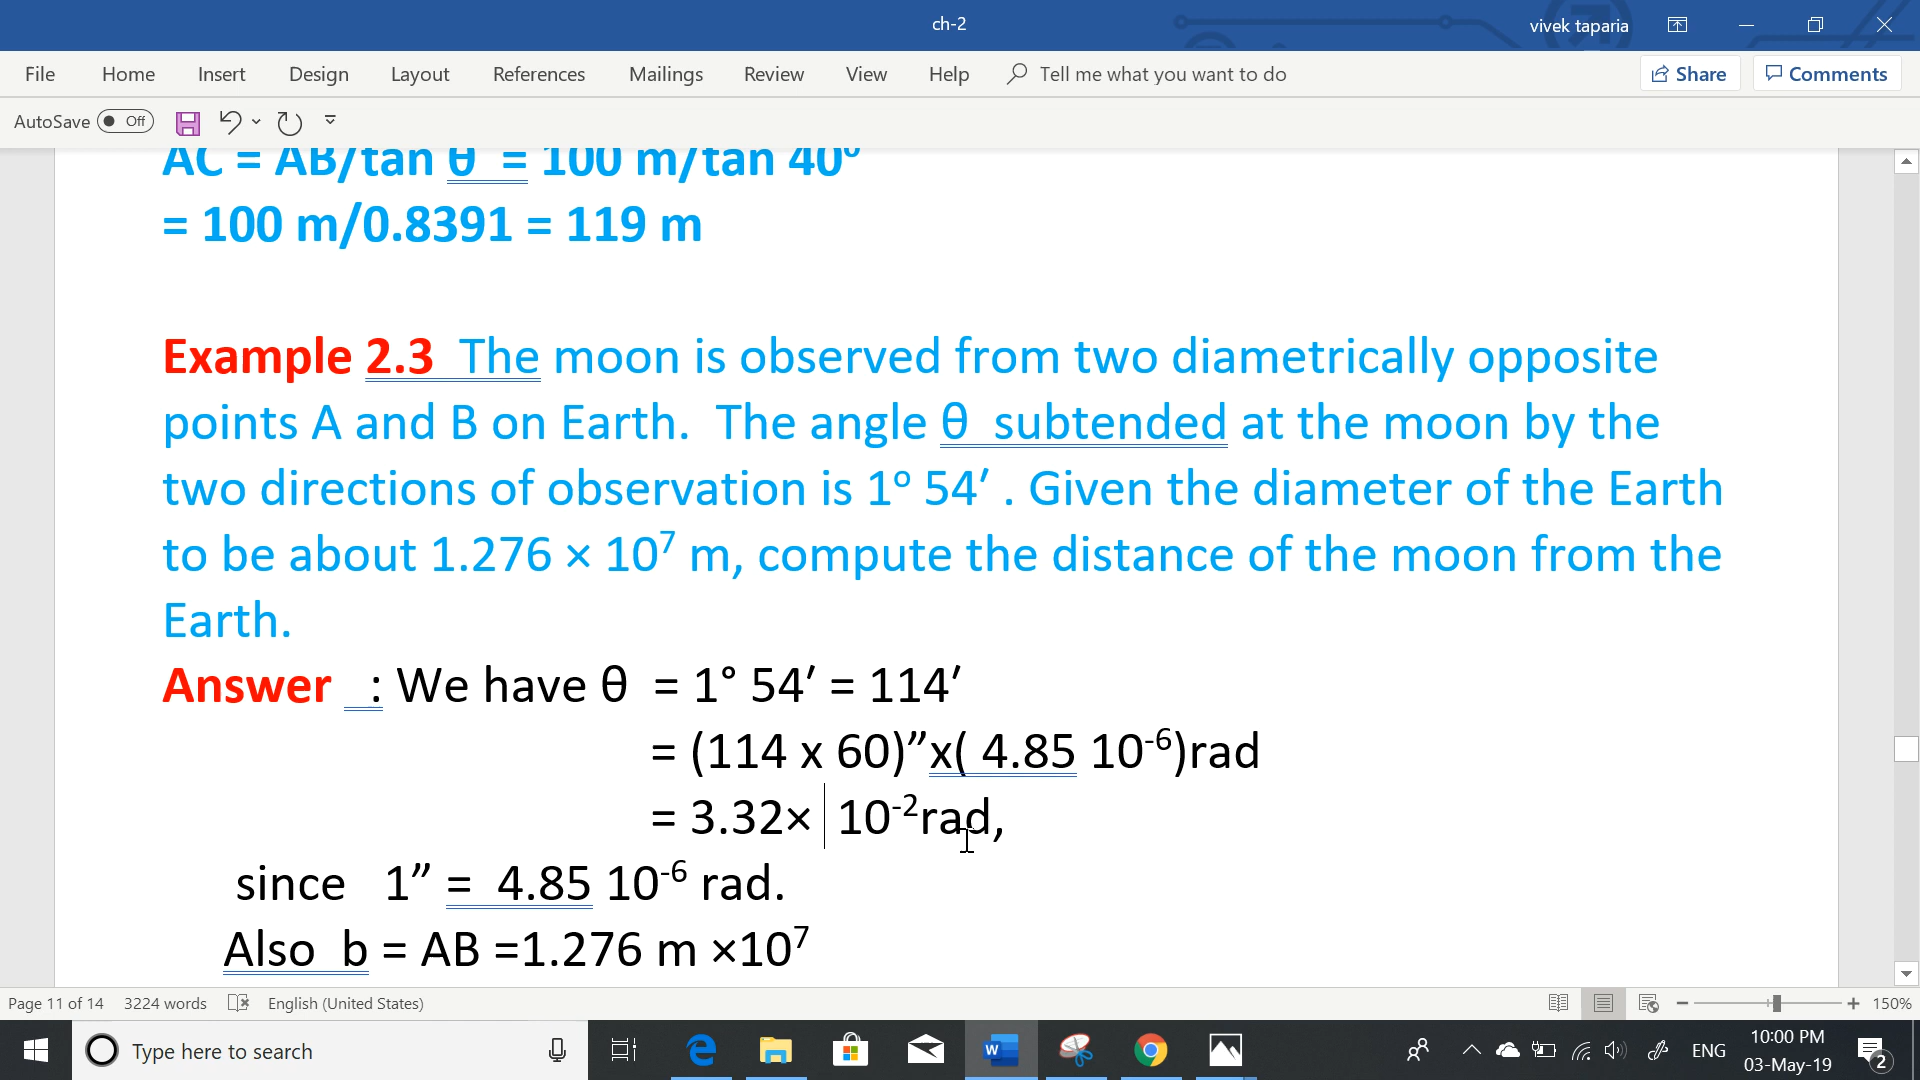 ch-2
vivek taparia
File Home Insert Design Layout References Mailings Review View Help Tell me what you want to do Share Comments
AutoSave Off
AC = AB/tan θ = 100 m/tan 40⁰
= 100 m/0.8391 = 119 m
Example 2.3 The moon is observed from two diametrically opposite
points A and B on Earth. The angle θ subtended at the moon by the
two directions of observation is 1º 54′ . Given the diameter of the Earth
to be about 1.276 × 10⁷ m, compute the distance of the moon from the
Earth.
Answer : We have θ = 1° 54′ = 114′
= (114 x 60)”x( 4.85 10⁻⁶)rad
= 3.32× 10⁻²rad,
since 1” = 4.85 10⁻⁶ rad.
Also b = AB =1.276 m ×10⁷
Page 11 of 14 3224 words English (United States) 150%
Type here to search
W
ENG
10:00 PM
03-May-19
2